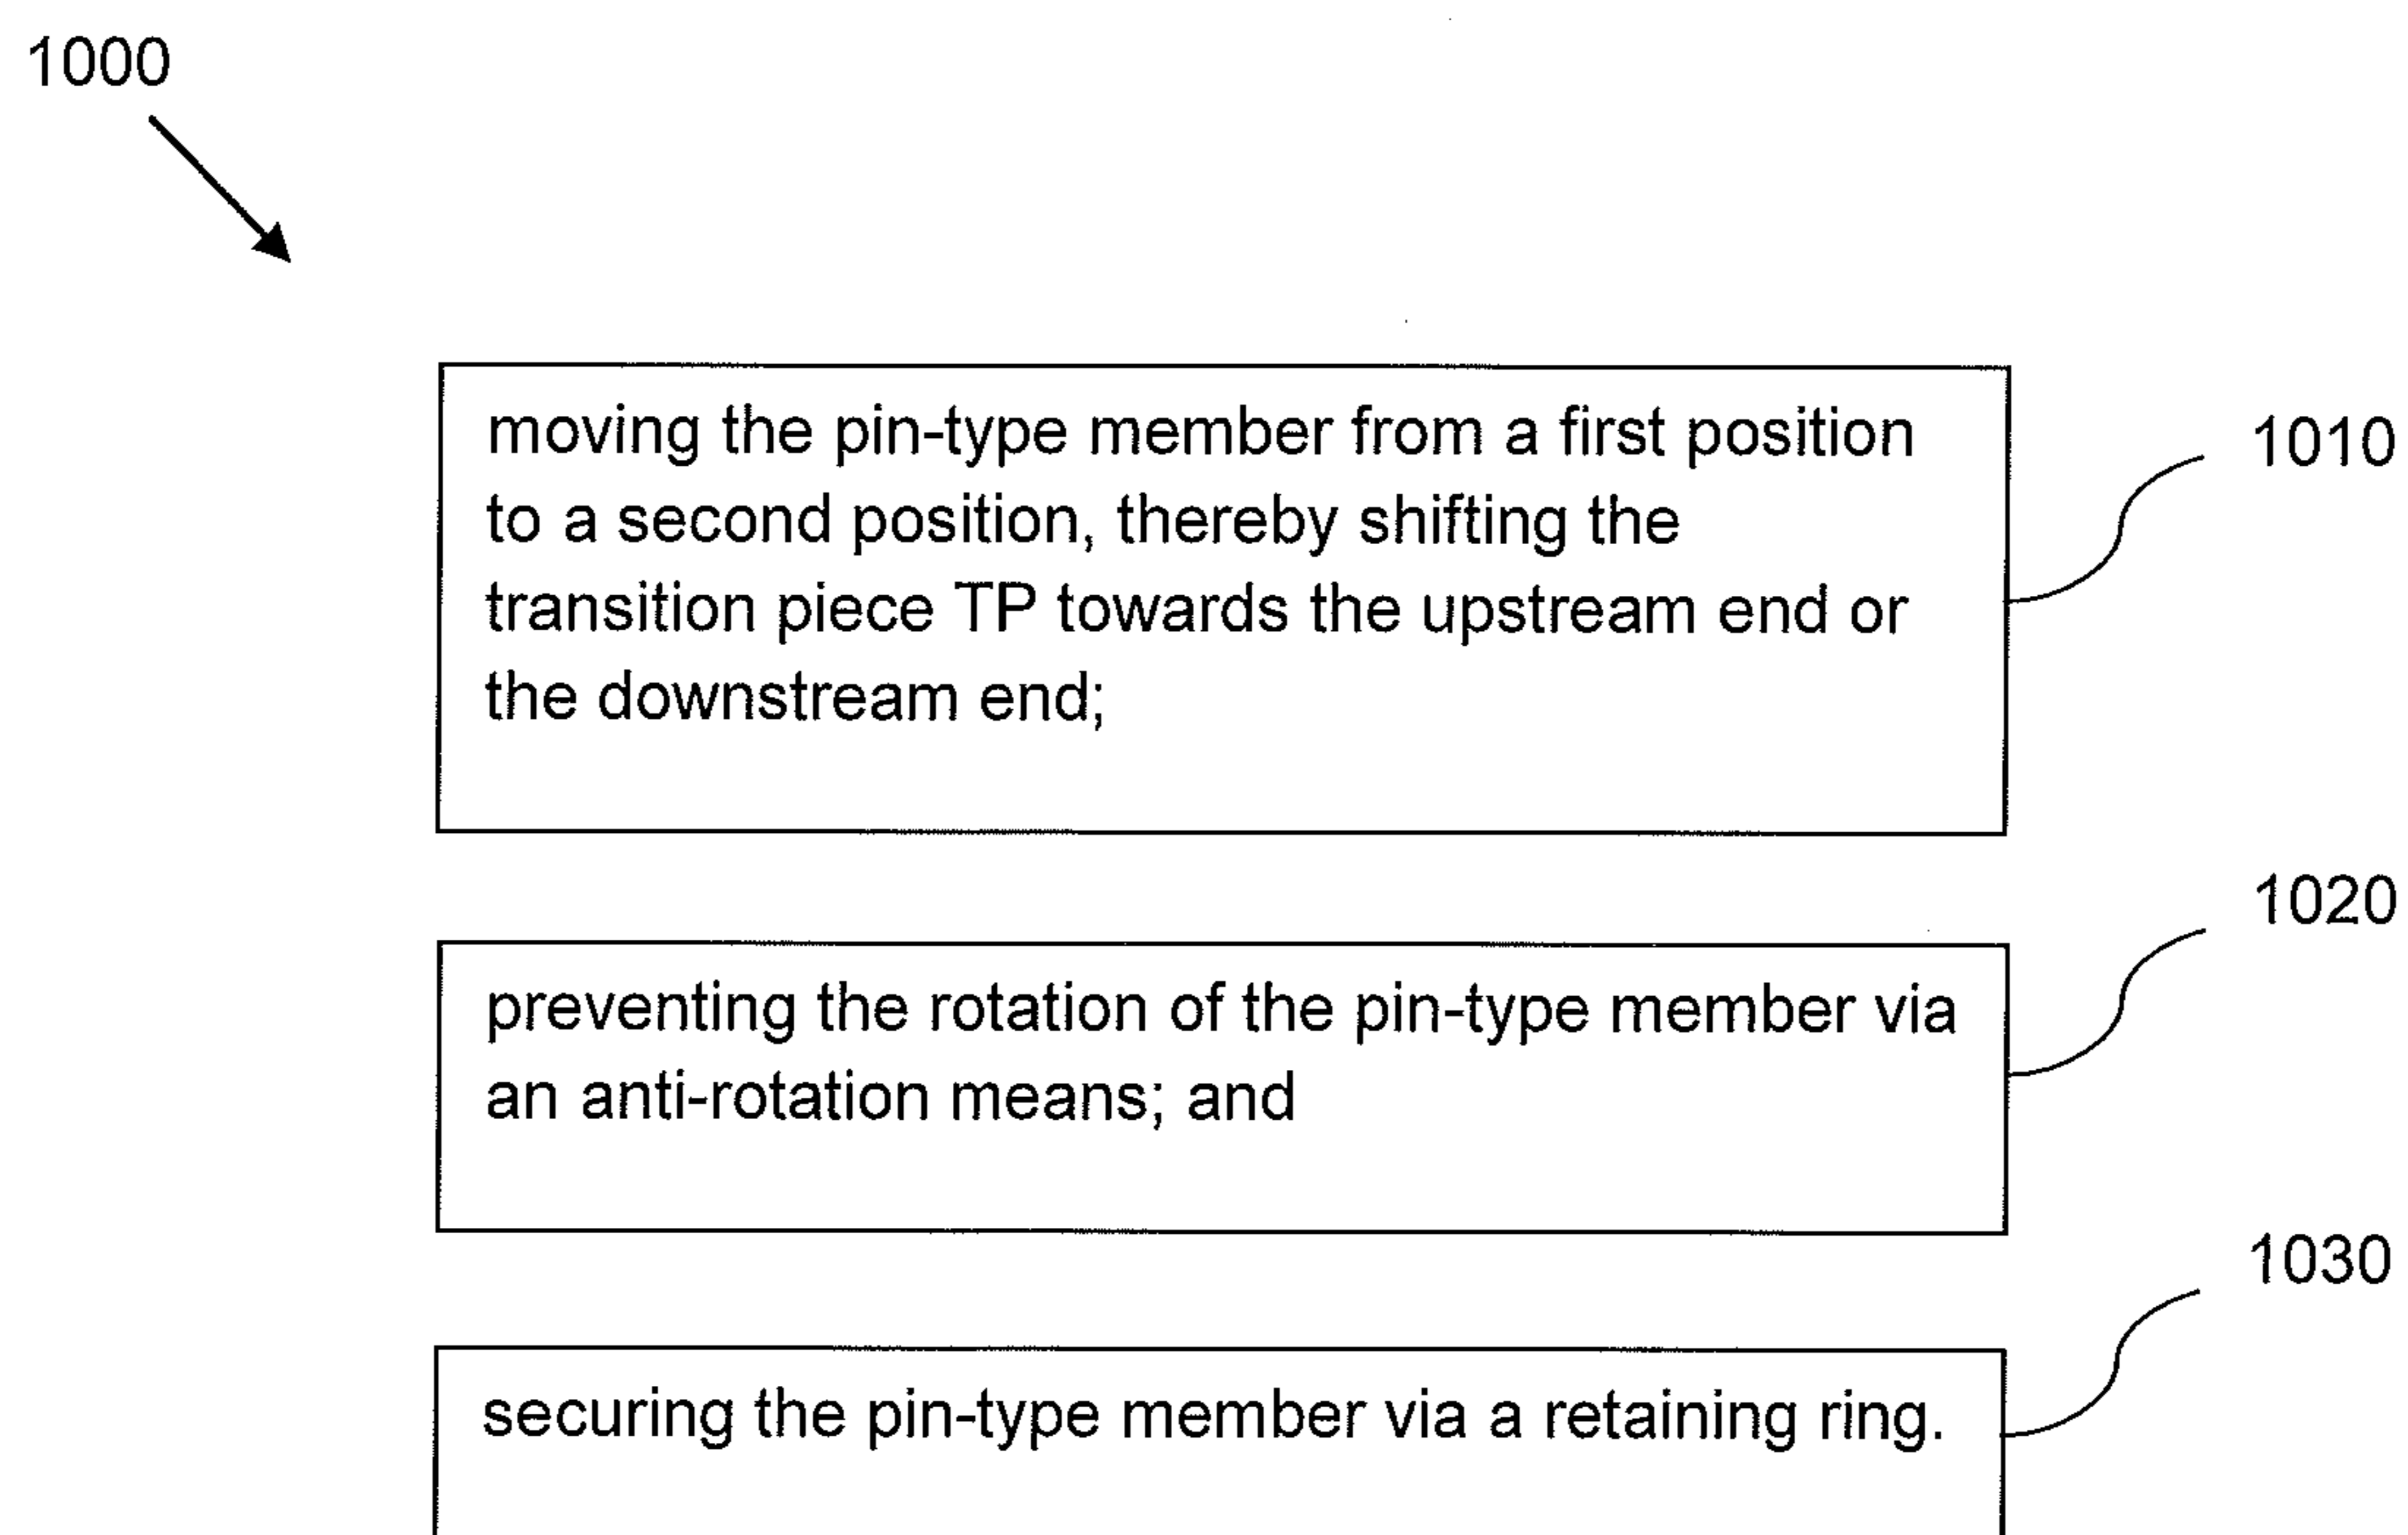 1000
moving the pin-type member from a first position
to a second position, thereby shifting the
transition piece TP towards the upstream end or
the downstream end;
1010
preventing the rotation of the pin-type member via
an anti-rotation means; and
1020
securing the pin-type member via a retaining ring.
1030